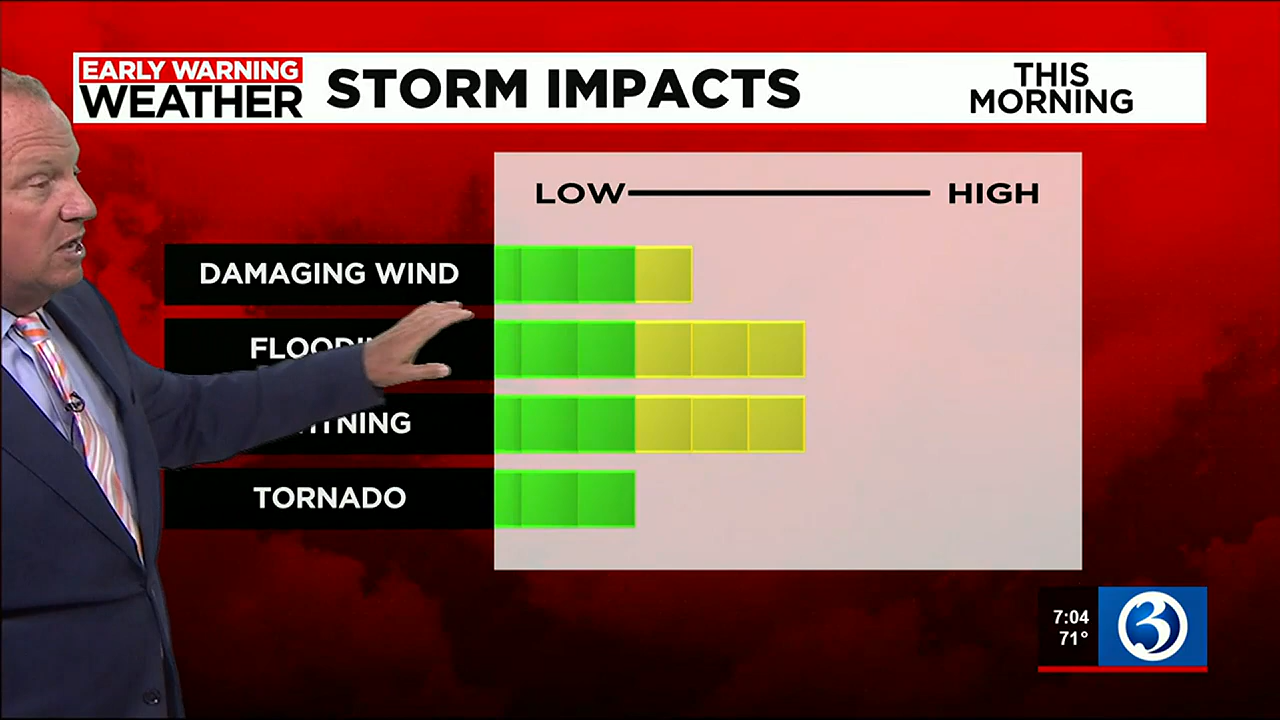 EARLY WARNING
WEATHER
STORM IMPACTS
THIS
MORNING
LOW
HIGH
DAMAGING WIND
TORNADO
7:04
71°
3